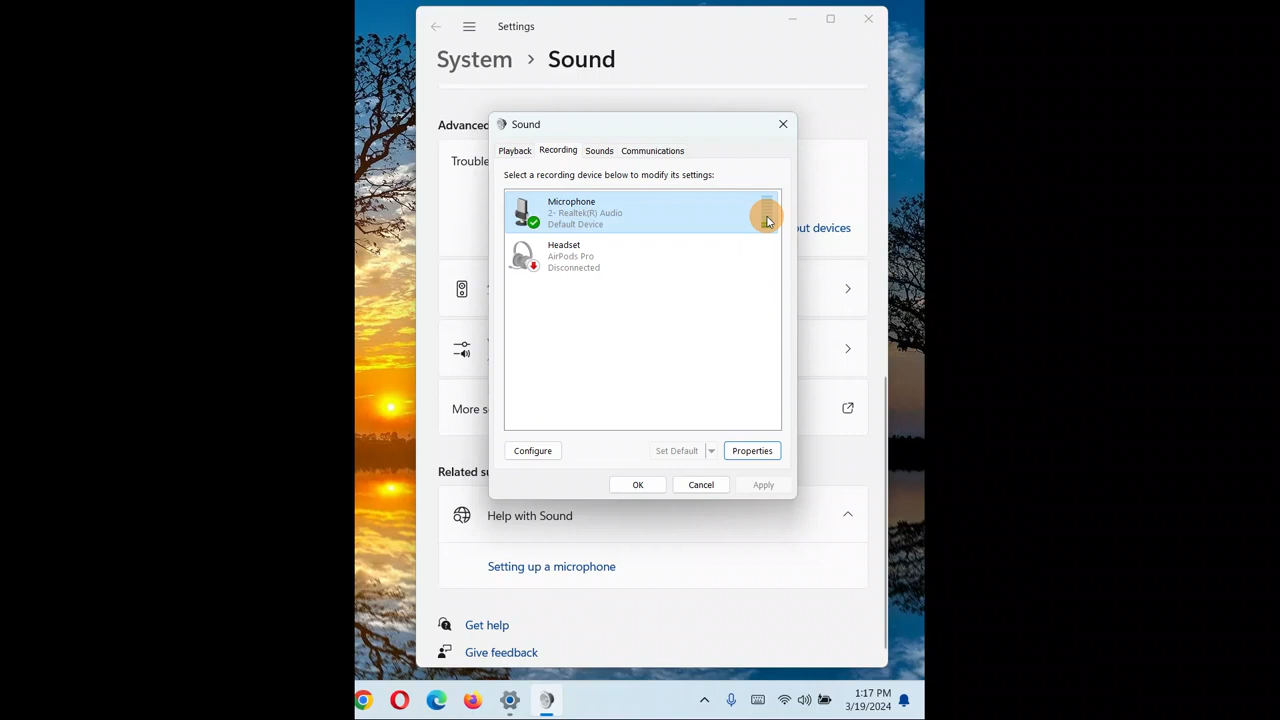 Settings
System > Sound
Advanced
Sound
Playback Recording Sounds Communications
Trouble
Select a recording device below to modify its settings:
Microphone
2- Realtek(R) Audio
Default Device
ut devices
Headset
AirPods Pro
Disconnected
More s
Configure Set Default Properties
Related su
OK Cancel Apply
Help with Sound
Setting up a microphone
Get help
Give feedback
1:17 PM
3/19/2024